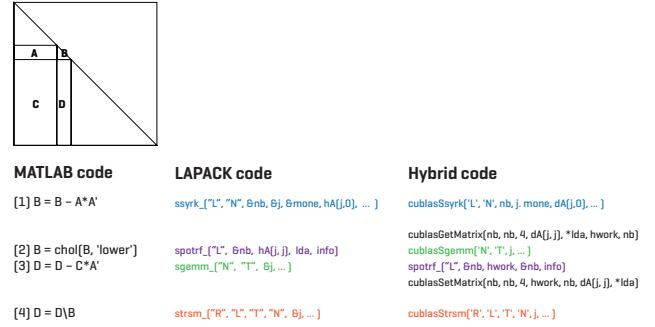 A B
C D
MATLAB code LAPACK code Hybrid code
(1) B = B – A*A' ssyrk_("L", "N", &nb, &j, &mone, hA(j,0), ... ) cublasSsyrk('L', 'N', nb, j. mone, dA(j,0), ... )
cublasGetMatrix(nb, nb, 4, dA(j, j), *lda, hwork, nb)
(2) B = chol(B, 'lower') spotrf_("L", &nb, hA(j, j), lda, info) cublasSgemm('N', 'T', j, ... )
(3) D = D – C*A' sgemm_("N", "T", &j, ... ) spotrf_("L", &nb, hwork, &nb, info)
cublasSetMatrix(nb, nb, 4, hwork, nb, dA(j, j), *lda)
(4) D = D\B strsm_("R", "L", "T", "N", &j, ... ) cublasStrsm('R', 'L', 'T', 'N', j, ... )